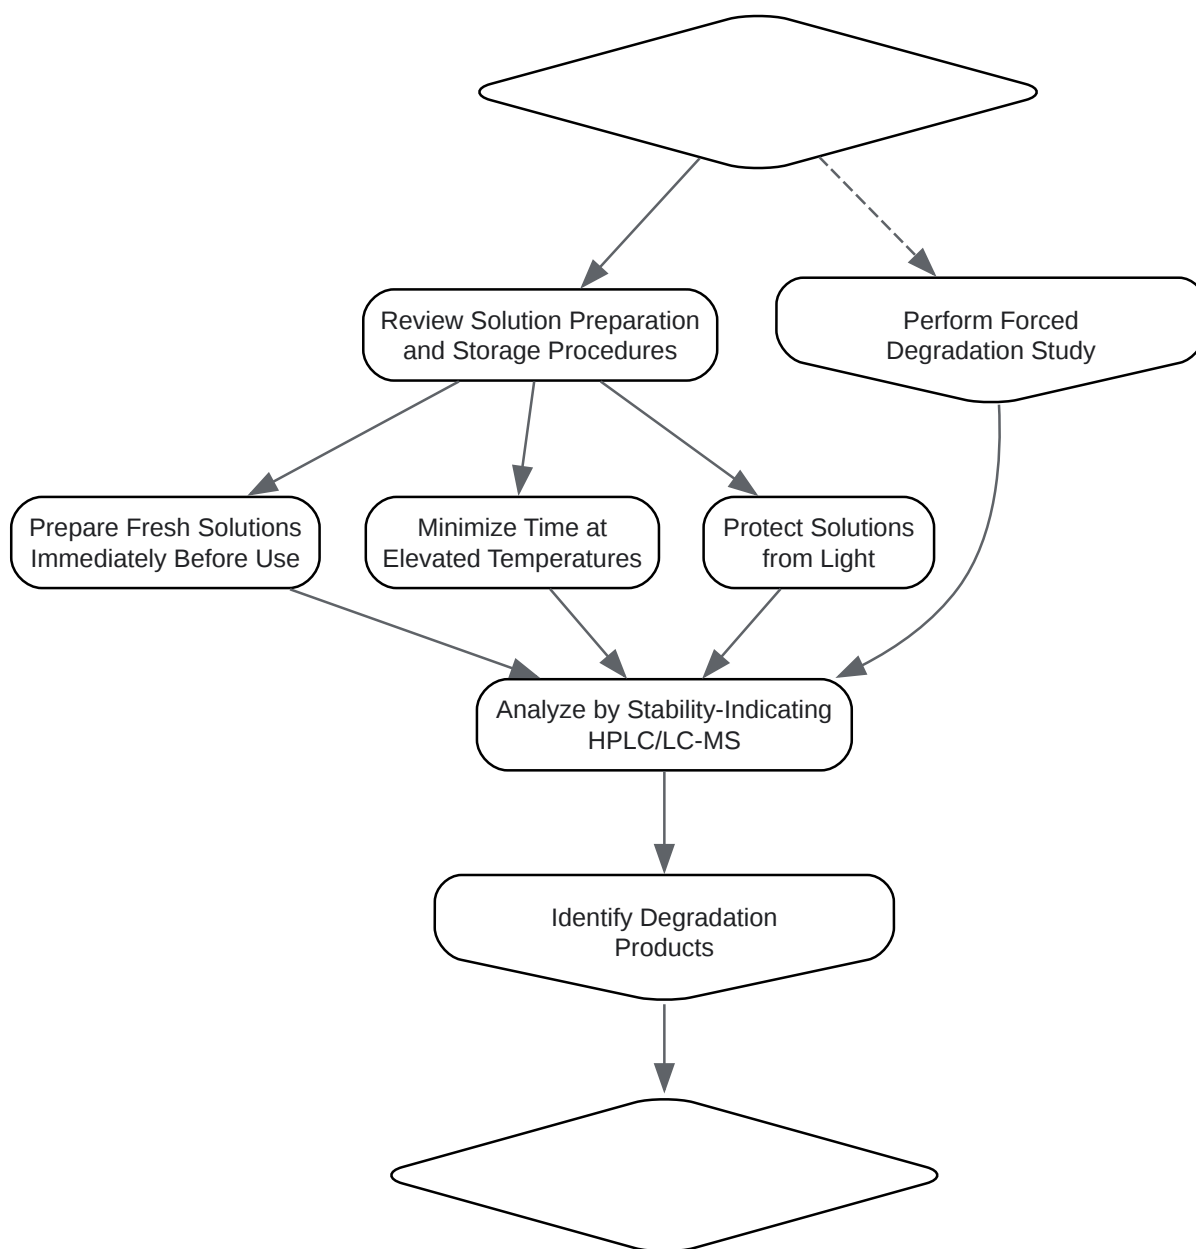 Review Solution Preparation
and Storage Procedures
Perform Forced
Degradation Study
Prepare Fresh Solutions
Immediately Before Use
Minimize Time at
Elevated Temperatures
Protect Solutions
from Light
Analyze by Stability-Indicating
HPLC/LC-MS
Identify Degradation
Products